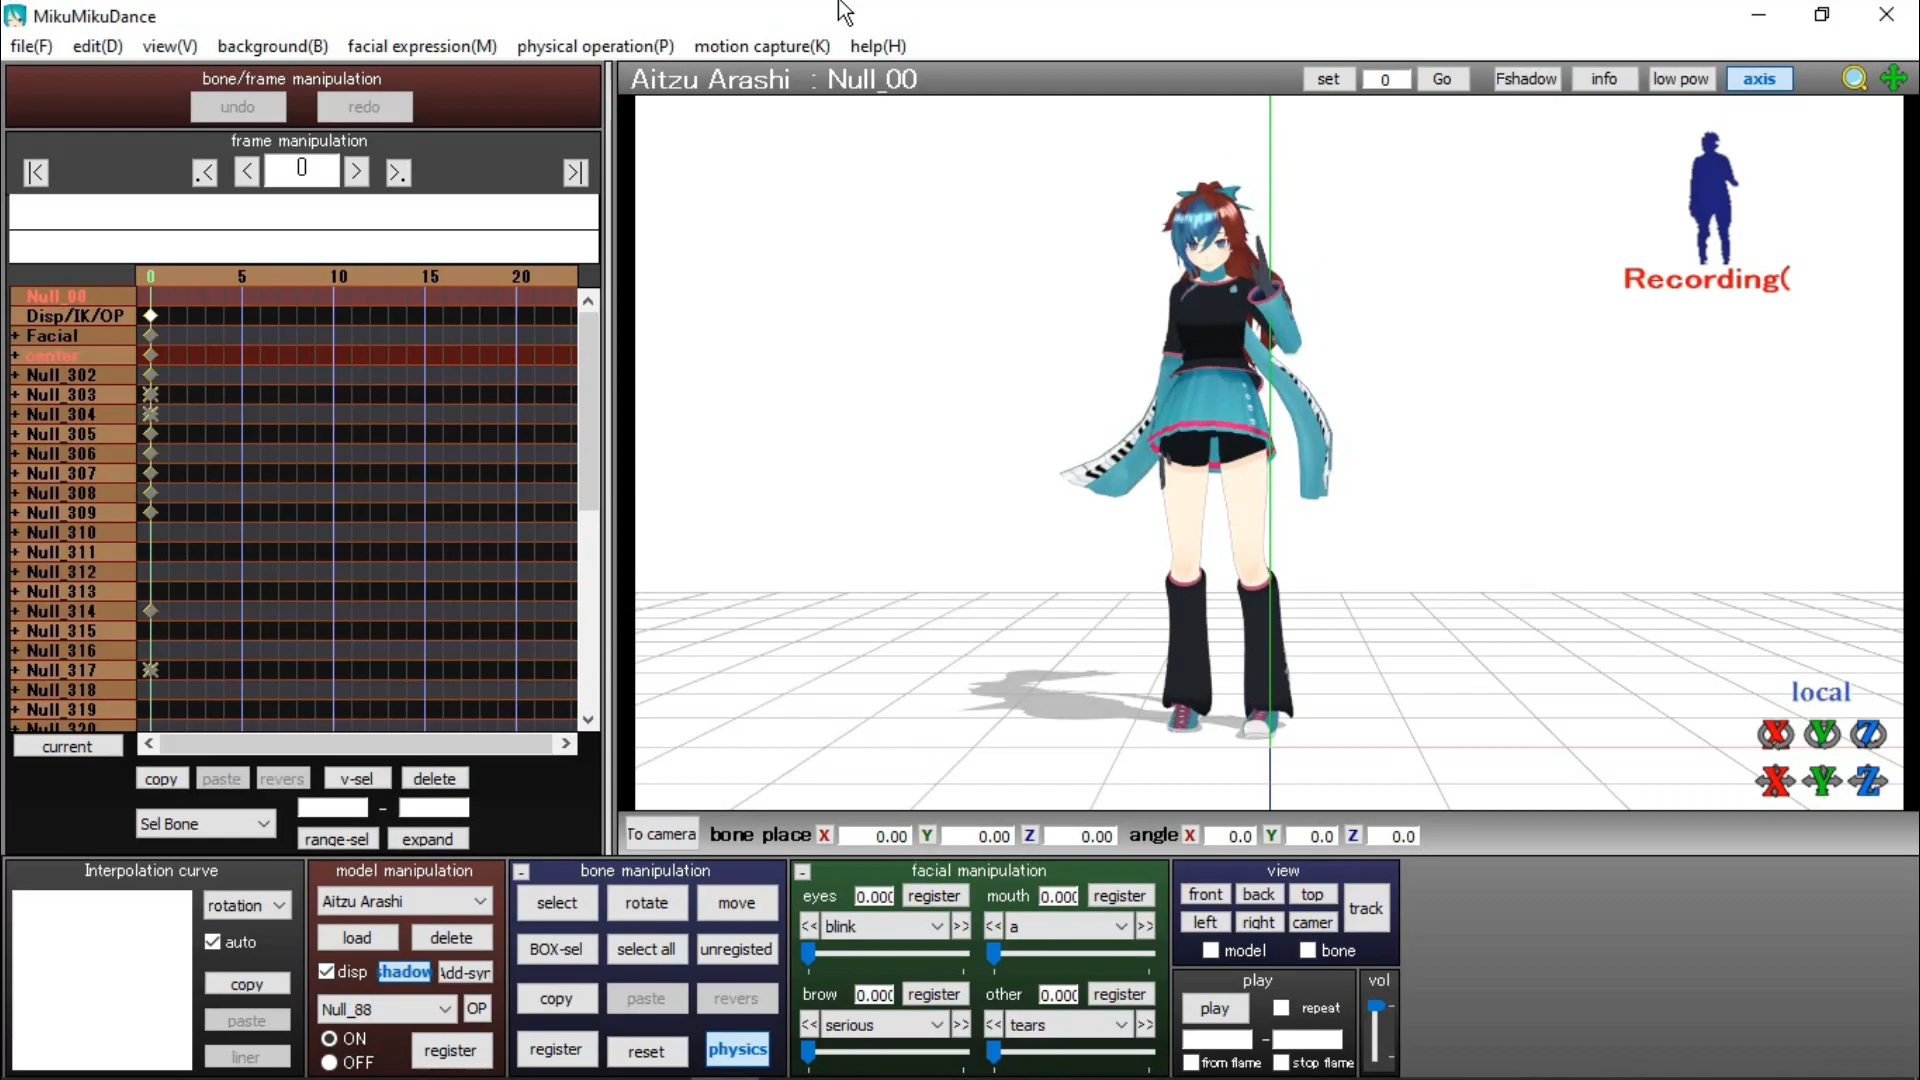 MikuMikuDance
file(F) edit(D) view(V) background(B) facial expression(M) physical operation(P) motion capture(K) help(H)
bone/frame manipulation
undo redo
frame manipulation
|< .< < 0 > >. >|
0 5 10 15 20
Null_00
Disp/IK/OP
+ Facial
+ center
+ Null_302
+ Null_303
+ Null_304
+ Null_305
+ Null_306
+ Null_307
+ Null_308
+ Null_309
+ Null_310
+ Null_311
+ Null_312
+ Null_313
+ Null_314
+ Null_315
+ Null_316
+ Null_317
+ Null_318
+ Null_319
+ Null_320
current
copy paste revers v-sel delete
Sel Bone -
range-sel expand
Aitzu Arashi : Null_00
set 0 Go Fshadow info low pow axis
Recording(
local
X Y Z
X Y Z
To camera bone place X 0.00 Y 0.00 Z 0.00 angle X 0.0 Y 0.0 Z 0.0
Interpolation curve
rotation
auto
copy
paste
liner
model manipulation
Aitzu Arashi
load delete
disp shadow Add-syn
Null_88 OP
ON
OFF
register
- bone manipulation
select rotate move
BOX-sel select all unregisted
copy paste revers
register reset physics
- facial manipulation
eyes 0.000 register mouth 0.000 register
<< blink >> << a >>
brow 0.000 register other 0.000 register
<< serious >> << tears >>
view
front back top
left right camer
track
model bone
play
play repeat
-
from flame stop flame
vol